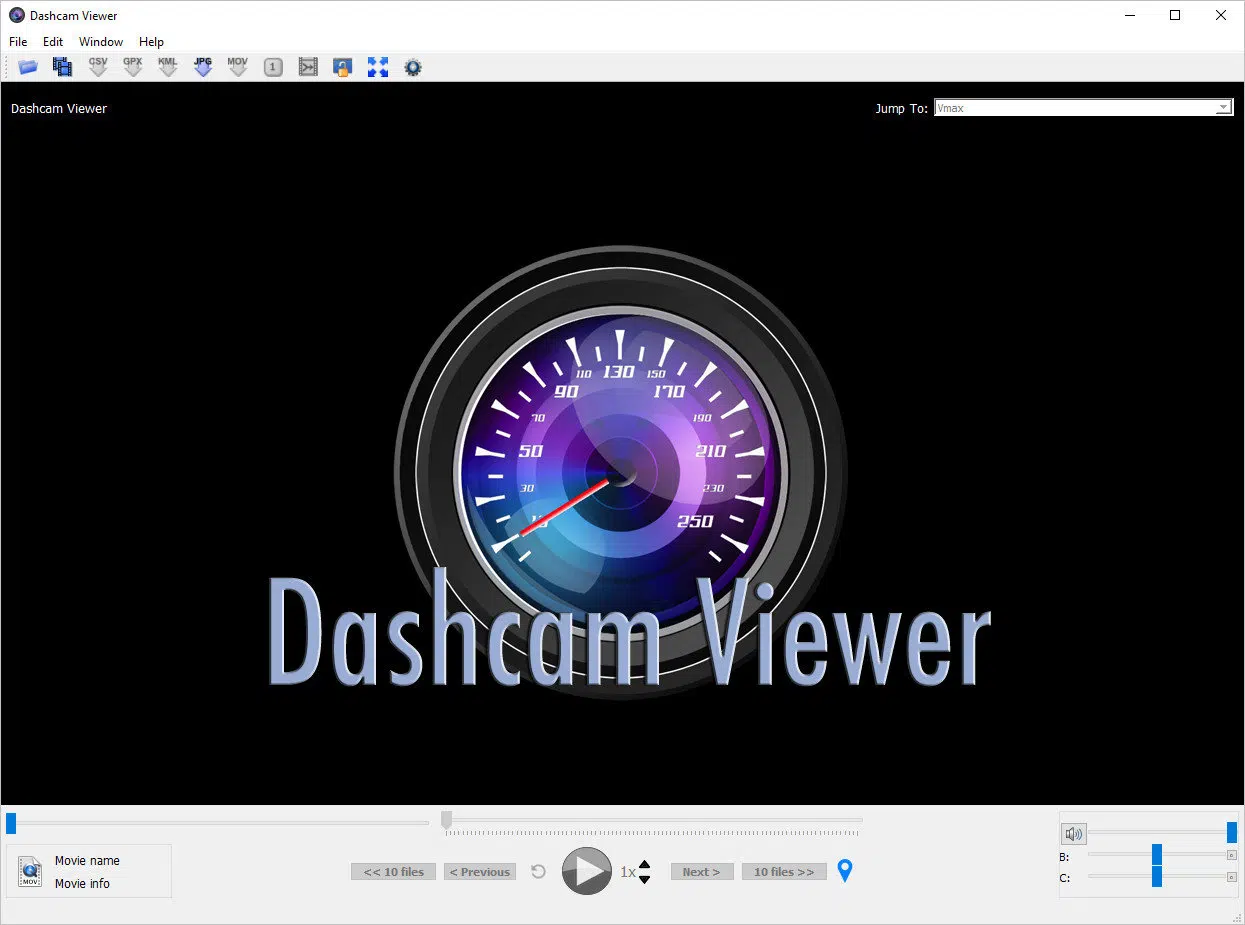 Dashcam Viewer
File Edit Window Help
CSV GPX KML JPG MOV 1
Dashcam Viewer Jump To: Vmax
110 130 150
90 170
70 190
50 210
30 230
10 250
Dashcam Viewer
MOV Movie name
Movie info
<< 10 files < Previous 1x Next > 10 files >>
B:
C: